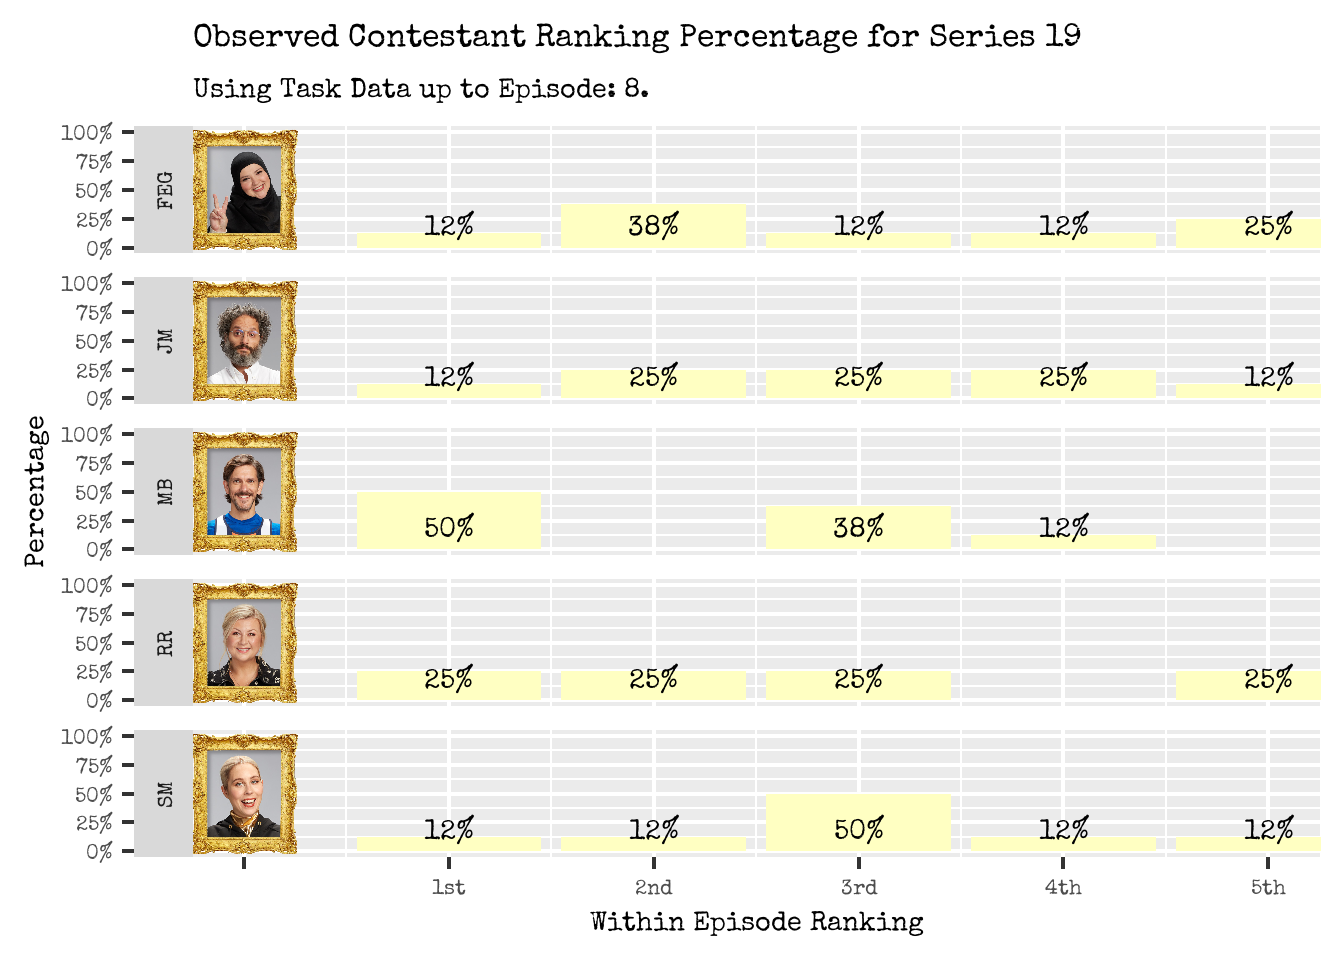 Observed Contestant Ranking Percentage for Series 19
Using Task Data up to Episode: 8.
Percentage
100%
75%
50%
25%
0%
FEG
12% 38% 12% 12% 25%
100%
75%
50%
25%
0%
JM
12% 25% 25% 25% 12%
100%
75%
50%
25%
0%
MB
50% 38% 12%
100%
75%
50%
25%
0%
RR
25% 25% 25% 25%
100%
75%
50%
25%
0%
SM
12% 12% 50% 12% 12%
1st 2nd 3rd 4th 5th
Within Episode Ranking